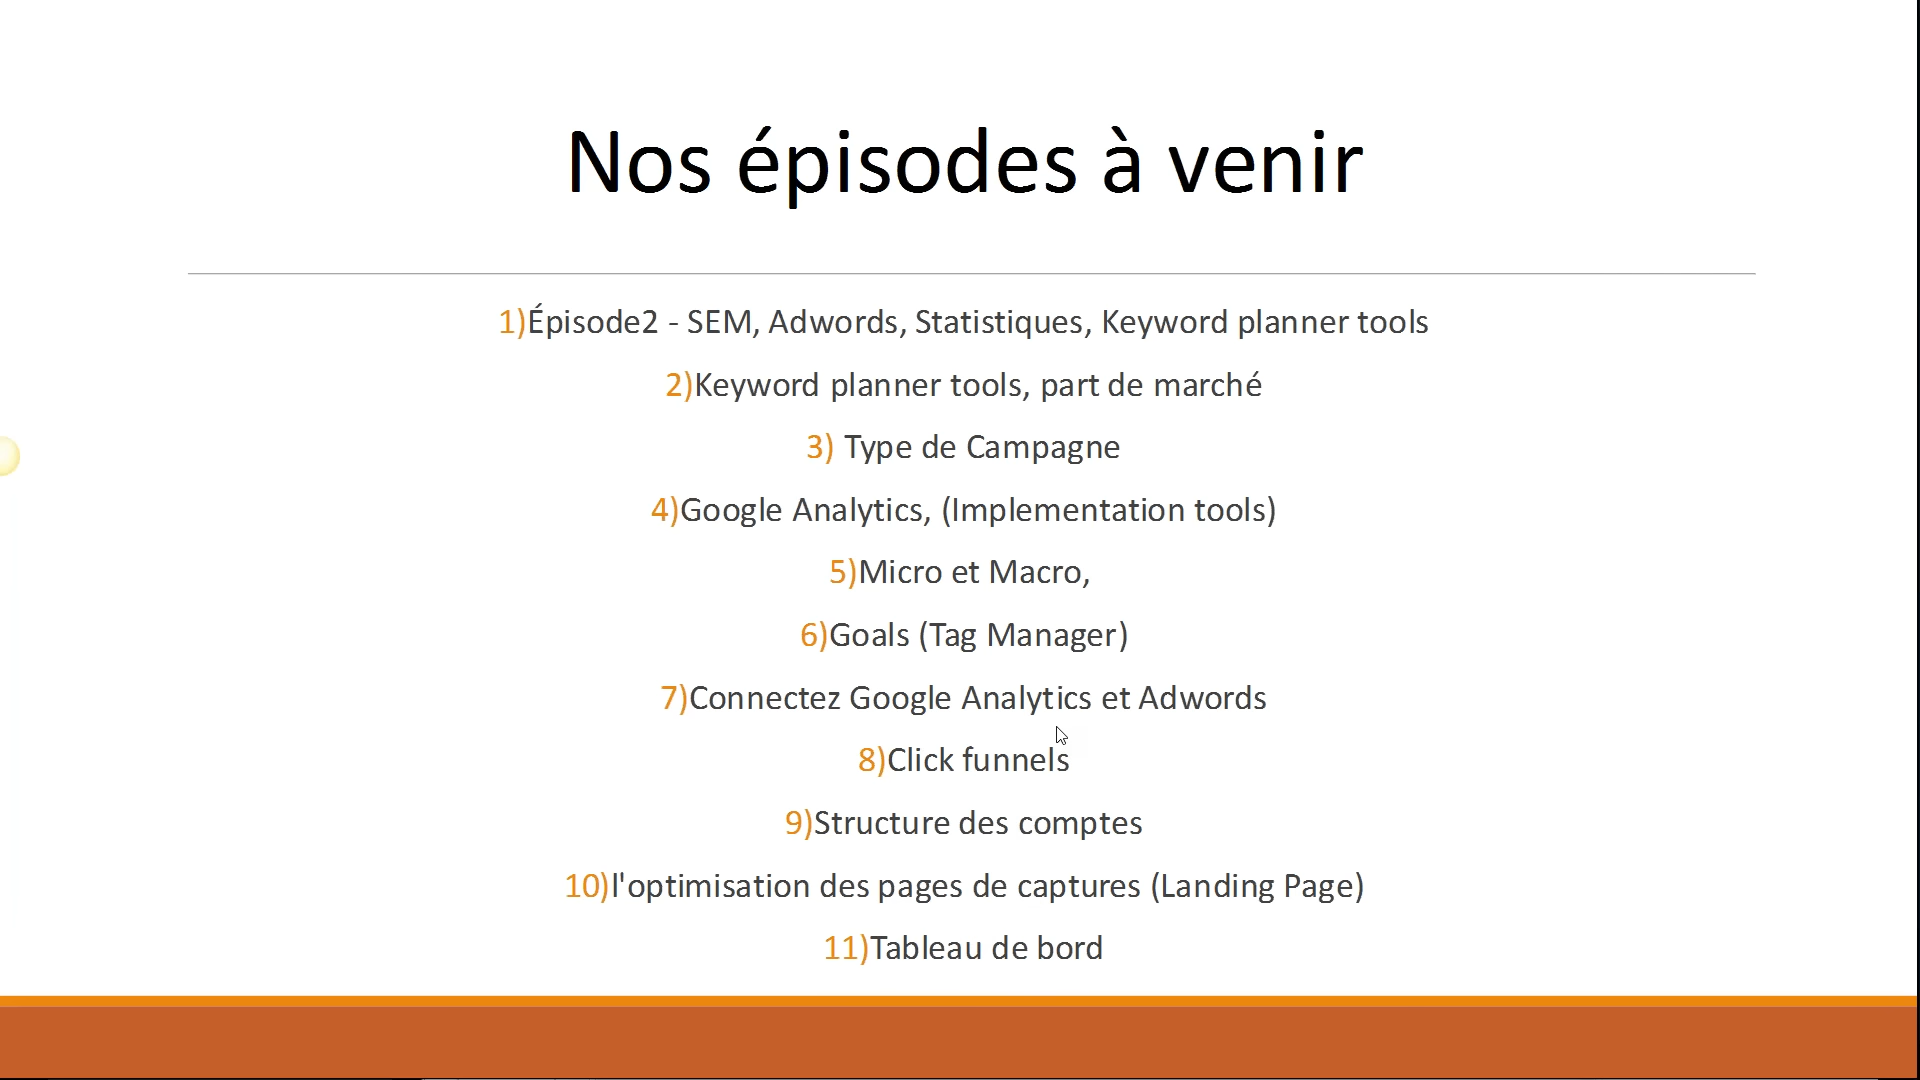 Nos épisodes à venir
1)Épisode2 - SEM, Adwords, Statistiques, Keyword planner tools
2)Keyword planner tools, part de marché
3) Type de Campagne
4)Google Analytics, (Implementation tools)
5)Micro et Macro,
6)Goals (Tag Manager)
7)Connectez Google Analytics et Adwords
8)Click funnels
9)Structure des comptes
10)l'optimisation des pages de captures (Landing Page)
11)Tableau de bord